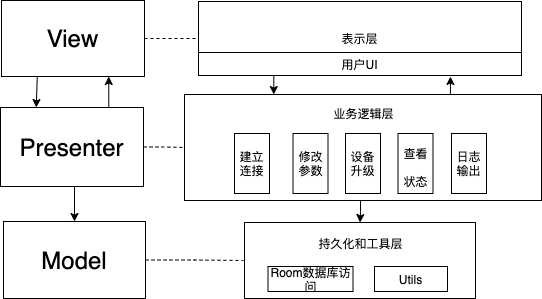 View
表示层
用户UI
Presenter
业务逻辑层
建立
连接
修改
参数
设备
升级
查看
状态
日志
输出
Model
持久化和工具层
Room数据库访
问
Utils